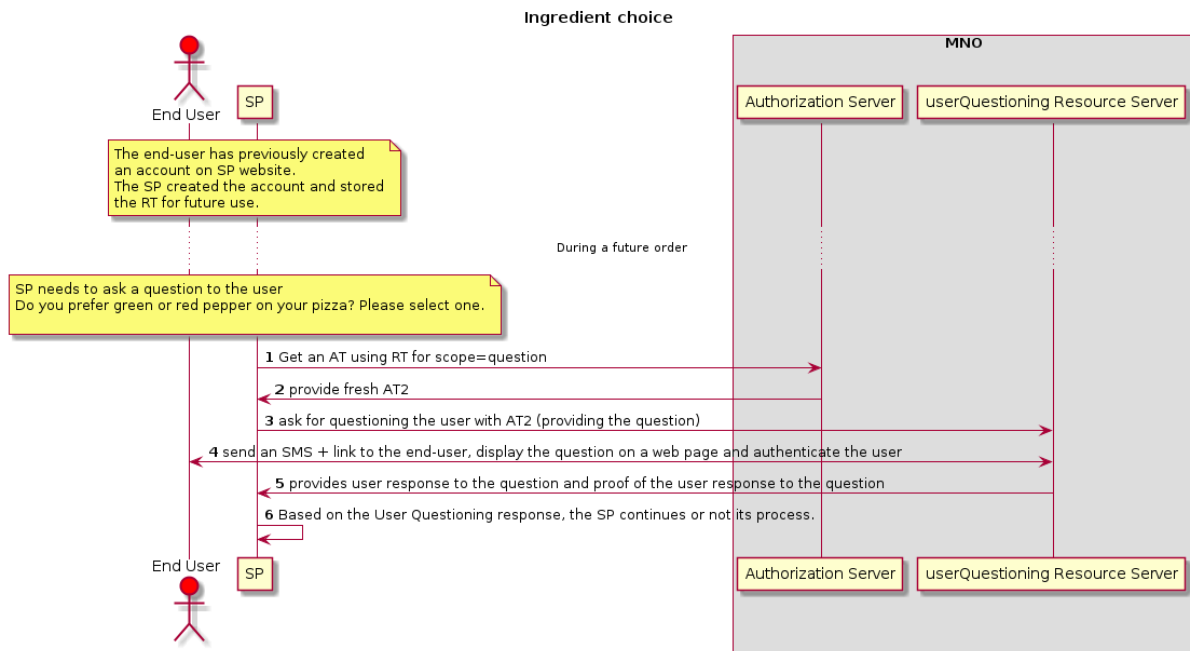 Ingredient choice
MNO
End User
SP
Authorization Server
userQuestioning Resource Server
The end-user has previously created
an account on SP website.
The SP created the account and stored
the RT for future use.
During a future order
SP needs to ask a question to the user
Do you prefer green or red pepper on your pizza? Please select one.
1 Get an AT using RT for scope=question
2 provide fresh AT2
3 ask for questioning the user with AT2 (providing the question)
4 send an SMS + link to the end-user, display the question on a web page and authenticate the user
5 provides user response to the question and proof of the user response to the question
6 Based on the User Questioning response, the SP continues or not its process.
End User
SP
Authorization Server
userQuestioning Resource Server